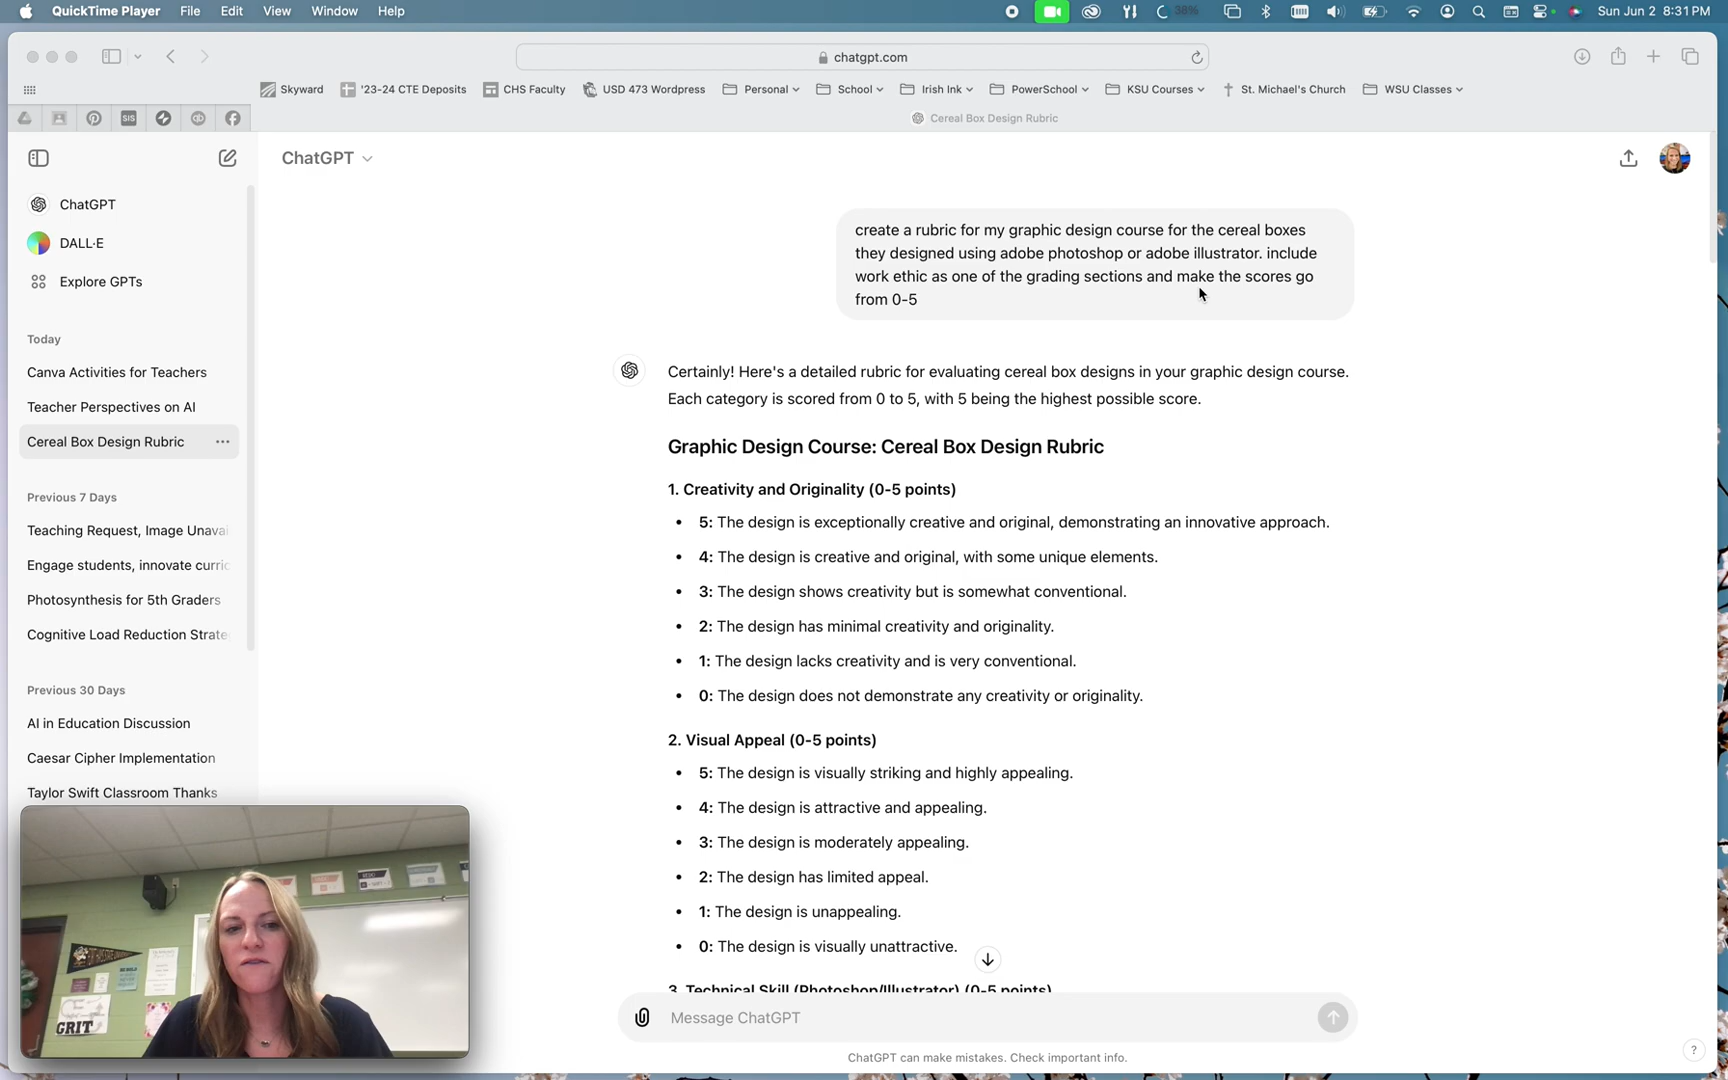 QuickTime Player File Edit View Window Help
38%
Sun Jun 2 8:31 PM
chatgpt.com
Skyward '23-24 CTE Deposits CHS Faculty USD 473 Wordpress Personal School Irish Ink PowerSchool KSU Courses St. Michael's Church WSU Classes
SIS
Cereal Box Design Rubric
ChatGPT
ChatGPT
DALL·E
Explore GPTs
Today
Canva Activities for Teachers
Teacher Perspectives on AI
Cereal Box Design Rubric
Previous 7 Days
Teaching Request, Image Unavai
Engage students, innovate curric
Photosynthesis for 5th Graders
Cognitive Load Reduction Strate
Previous 30 Days
AI in Education Discussion
Caesar Cipher Implementation
Taylor Swift Classroom Thanks
GRIT
create a rubric for my graphic design course for the cereal boxes
they designed using adobe photoshop or adobe illustrator. include
work ethic as one of the grading sections and make the scores go
from 0-5
Certainly! Here's a detailed rubric for evaluating cereal box designs in your graphic design course.
Each category is scored from 0 to 5, with 5 being the highest possible score.
Graphic Design Course: Cereal Box Design Rubric
1. Creativity and Originality (0-5 points)
• 5: The design is exceptionally creative and original, demonstrating an innovative approach.
• 4: The design is creative and original, with some unique elements.
• 3: The design shows creativity but is somewhat conventional.
• 2: The design has minimal creativity and originality.
• 1: The design lacks creativity and is very conventional.
• 0: The design does not demonstrate any creativity or originality.
2. Visual Appeal (0-5 points)
• 5: The design is visually striking and highly appealing.
• 4: The design is attractive and appealing.
• 3: The design is moderately appealing.
• 2: The design has limited appeal.
• 1: The design is unappealing.
• 0: The design is visually unattractive.
3. Technical Skill (Photoshop/Illustrator) (0-5 points)
Message ChatGPT
ChatGPT can make mistakes. Check important info.
?